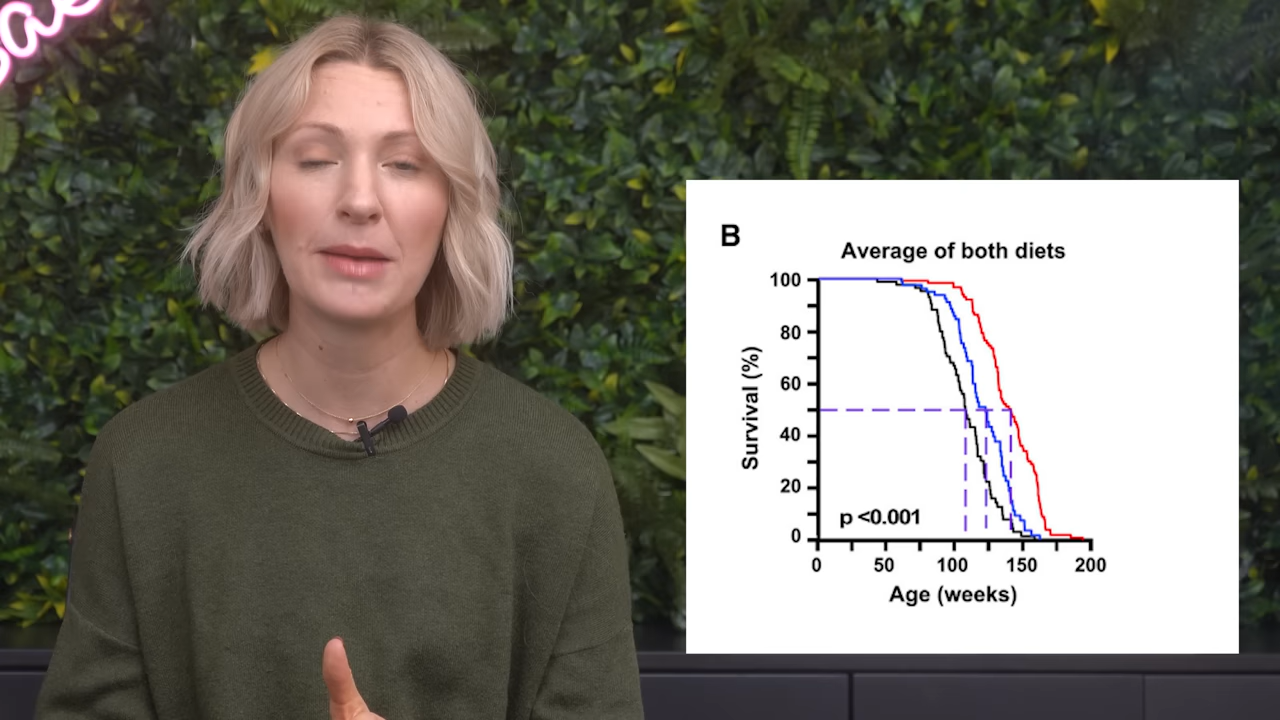 B
Average of both diets
100
80
60
40
20
0
Survival (%)
p <0.001
0 50 100 150 200
Age (weeks)